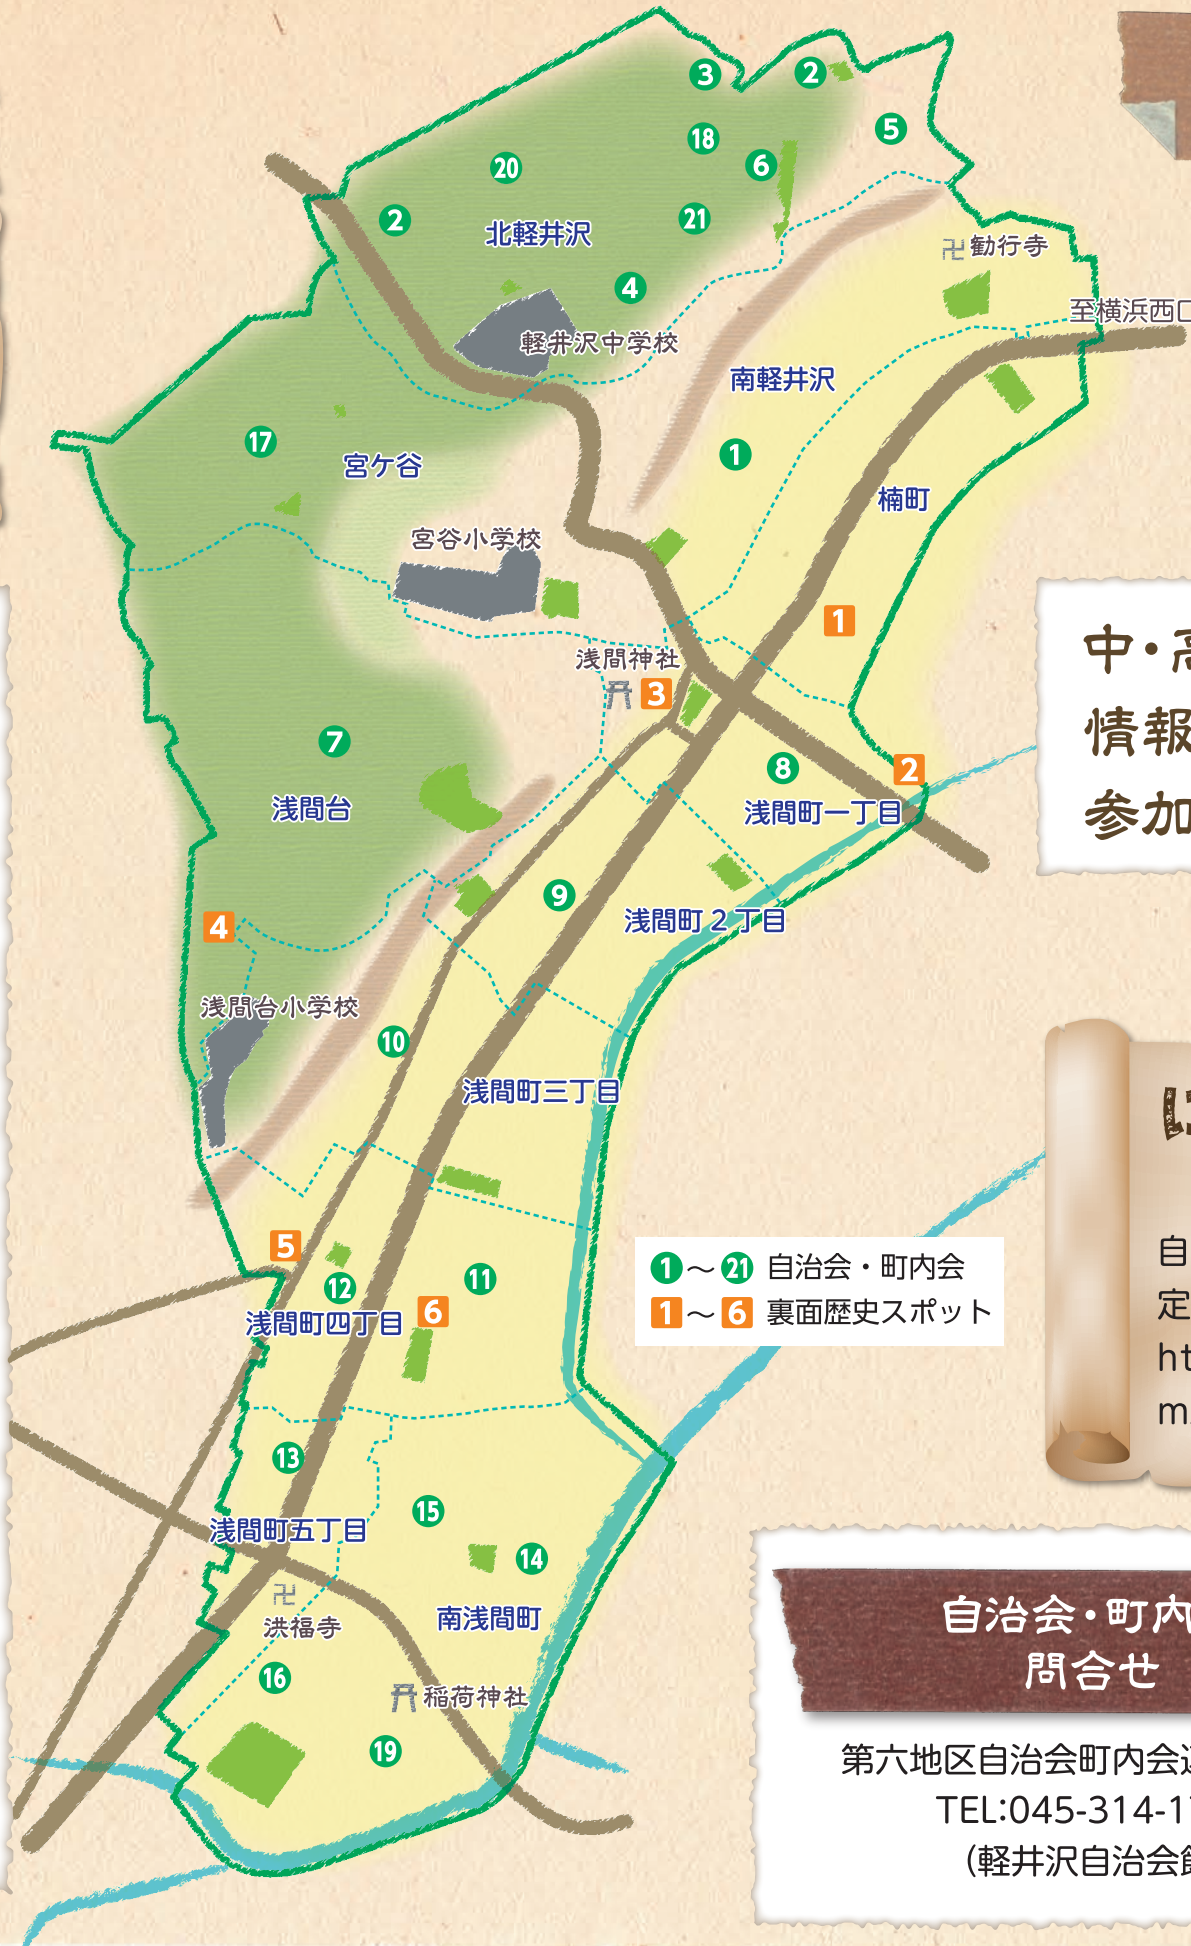 3
2
5
18
20
6
2
21
北軽井沢
卍 勧行寺
4
至横浜西口
軽井沢中学校
南軽井沢
17
1
宮ケ谷
楠町
宮谷小学校
1
中・高
浅間神社
3
情報
7
8
2
浅間台
浅間町一丁目
参加
9
4
浅間町２丁目
浅間台小学校
10
浅間町三丁目
5
自
1～21 自治会・町内会
12
11
定
1～6 裏面歴史スポット
浅間町四丁目
6
ht
m
13
15
浅間町五丁目
14
卍
洪福寺
南浅間町
自治会・町内
問合せ
16
稲荷神社
19
第六地区自治会町内会
TEL:045-314-1
（軽井沢自治会館